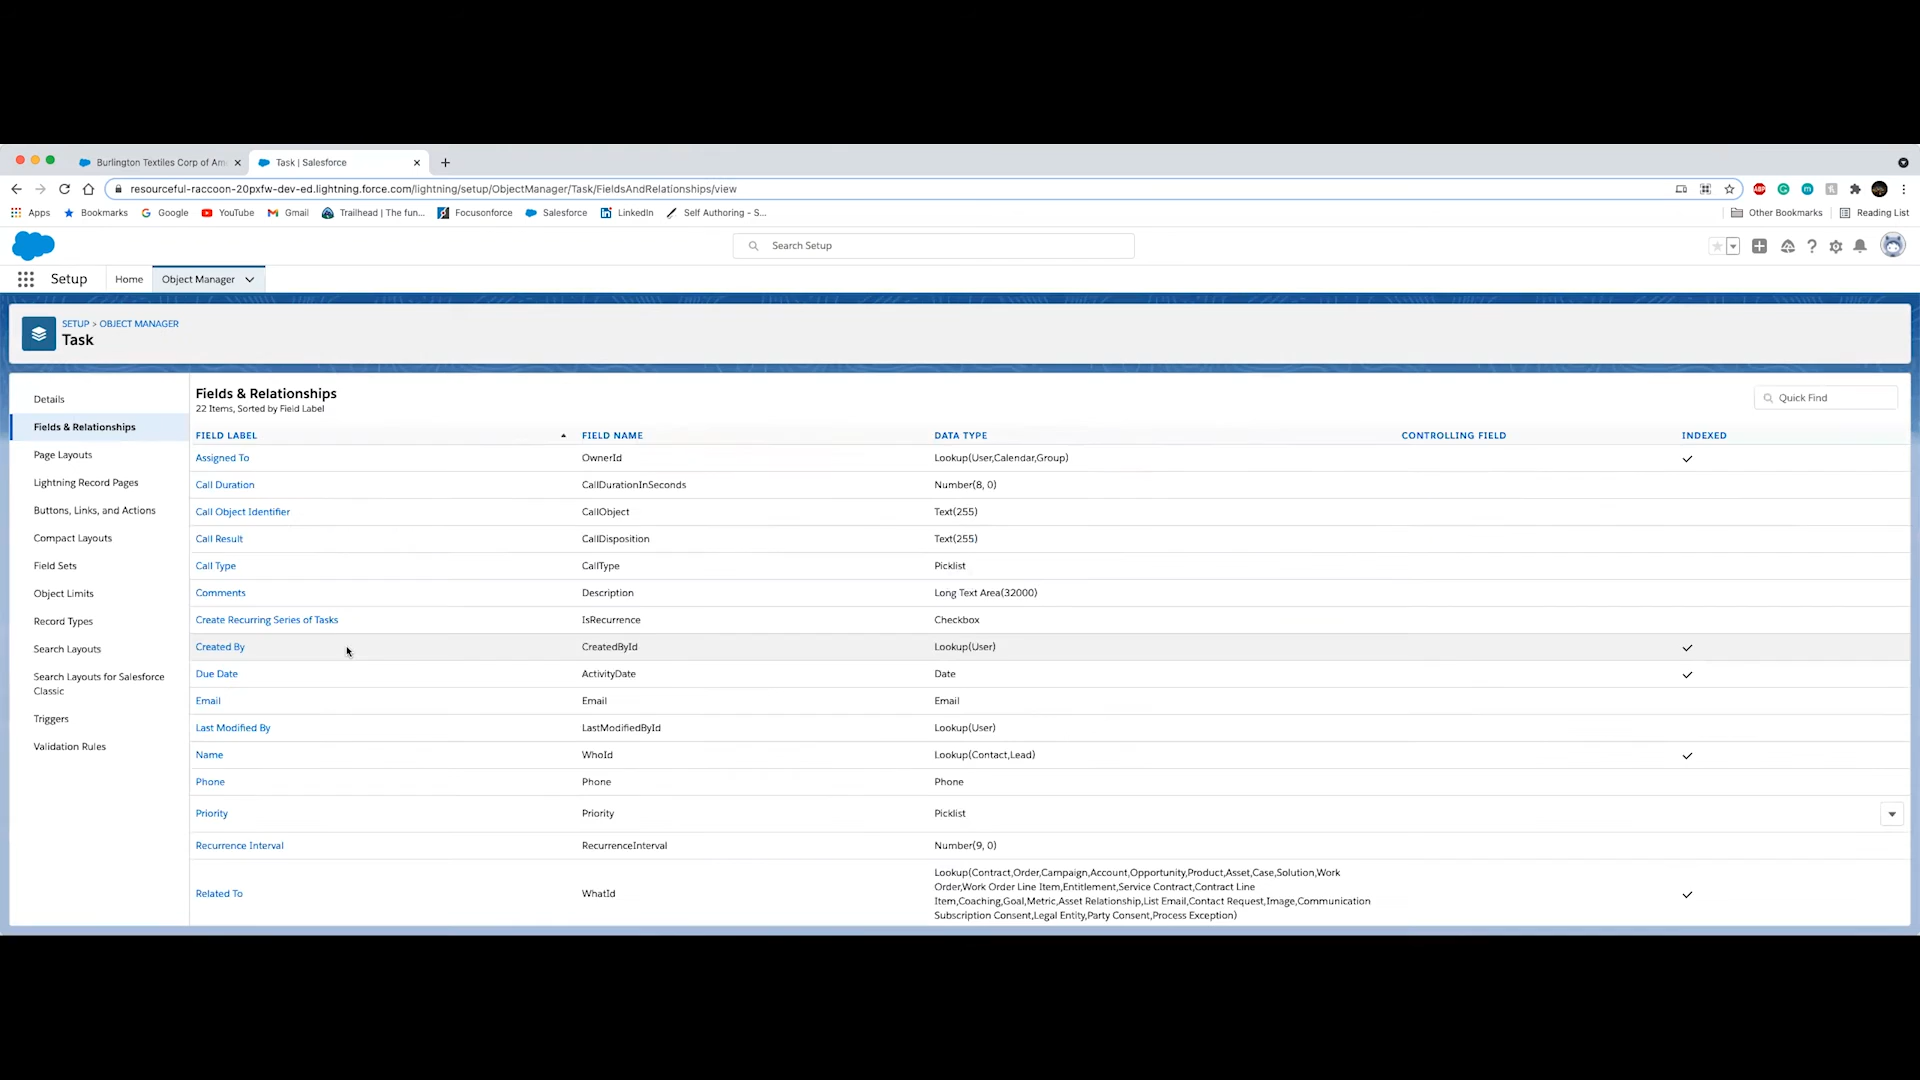 Burlington Textiles Corp of Am
Task | Salesforce
resourceful-raccoon-20pxfw-dev-ed.lightning.force.com/lightning/setup/ObjectManager/Task/FieldsAndRelationships/view
Apps
Bookmarks
Google
YouTube
Gmail
Trailhead | The fun...
Focusonforce
Salesforce
LinkedIn
Self Authoring - S...
Other Bookmarks
Reading List
Search Setup
Setup
Home
Object Manager
SETUP > OBJECT MANAGER
Task
Details
Fields & Relationships
Page Layouts
Lightning Record Pages
Buttons, Links, and Actions
Compact Layouts
Field Sets
Object Limits
Record Types
Search Layouts
Search Layouts for Salesforce
Classic
Triggers
Validation Rules
Fields & Relationships
22 Items, Sorted by Field Label
Quick Find
FIELD LABEL FIELD NAME DATA TYPE CONTROLLING FIELD INDEXED
Assigned To OwnerId Lookup(User,Calendar,Group)
Call Duration CallDurationInSeconds Number(8, 0)
Call Object Identifier CallObject Text(255)
Call Result CallDisposition Text(255)
Call Type CallType Picklist
Comments Description Long Text Area(32000)
Create Recurring Series of Tasks IsRecurrence Checkbox
Created By CreatedById Lookup(User)
Due Date ActivityDate Date
Email Email Email
Last Modified By LastModifiedById Lookup(User)
Name WhoId Lookup(Contact,Lead)
Phone Phone Phone
Priority Priority Picklist
Recurrence Interval RecurrenceInterval Number(9, 0)
Related To WhatId
Lookup(Contract,Order,Campaign,Account,Opportunity,Product,Asset,Case,Solution,Work
Order,Work Order Line Item,Entitlement,Service Contract,Contract Line
Item,Coaching,Goal,Metric,Asset Relationship,List Email,Contact Request,Image,Communication
Subscription Consent,Legal Entity,Party Consent,Process Exception)